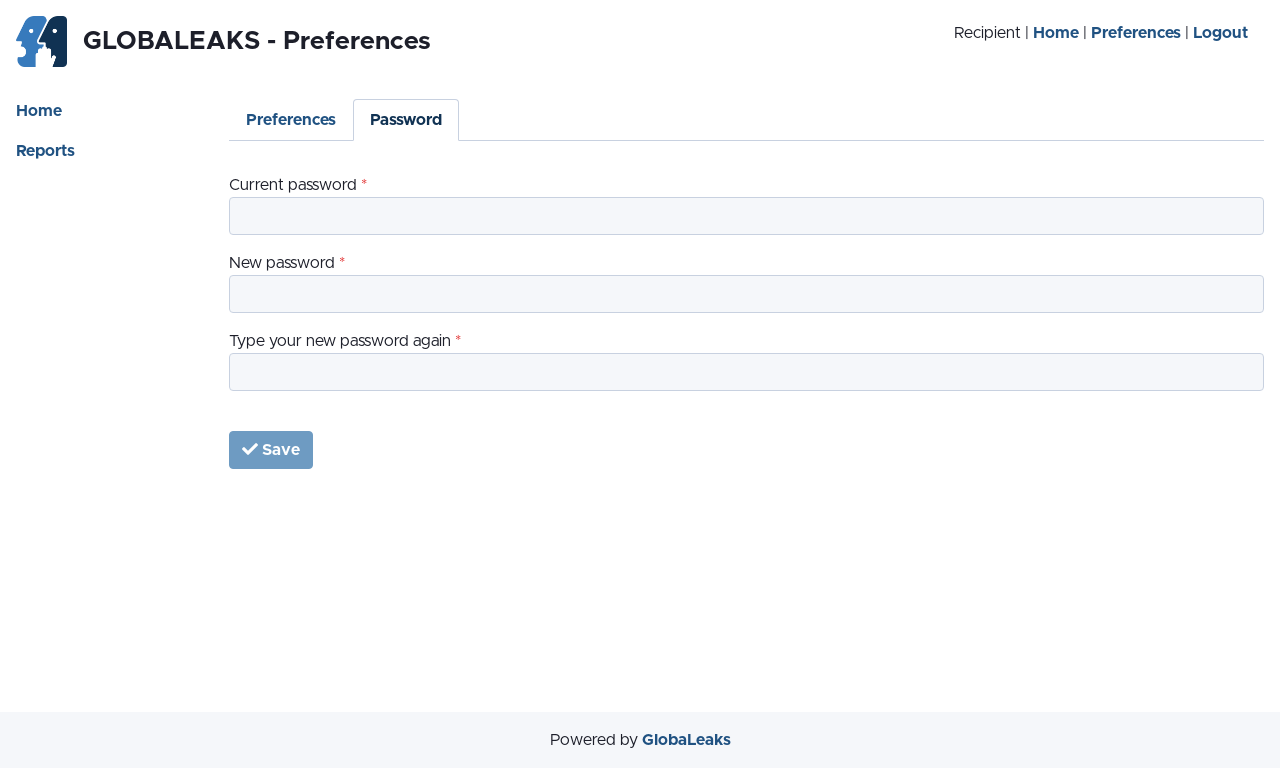 GLOBALEAKS - Preferences
Recipient | Home | Preferences | Logout
Home
Reports
Preferences
Password
Current password *
New password *
Type your new password again *
Save
Powered by GlobaLeaks